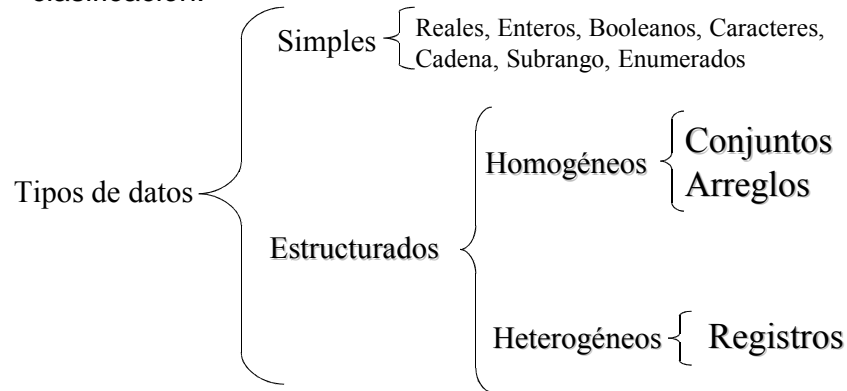 clasificación:
Simples
Reales, Enteros, Booleanos, Caracteres,
Cadena, Subrango, Enumerados
Tipos de datos
Estructurados
Homogéneos
Conjuntos
Arreglos
Heterogéneos
Registros